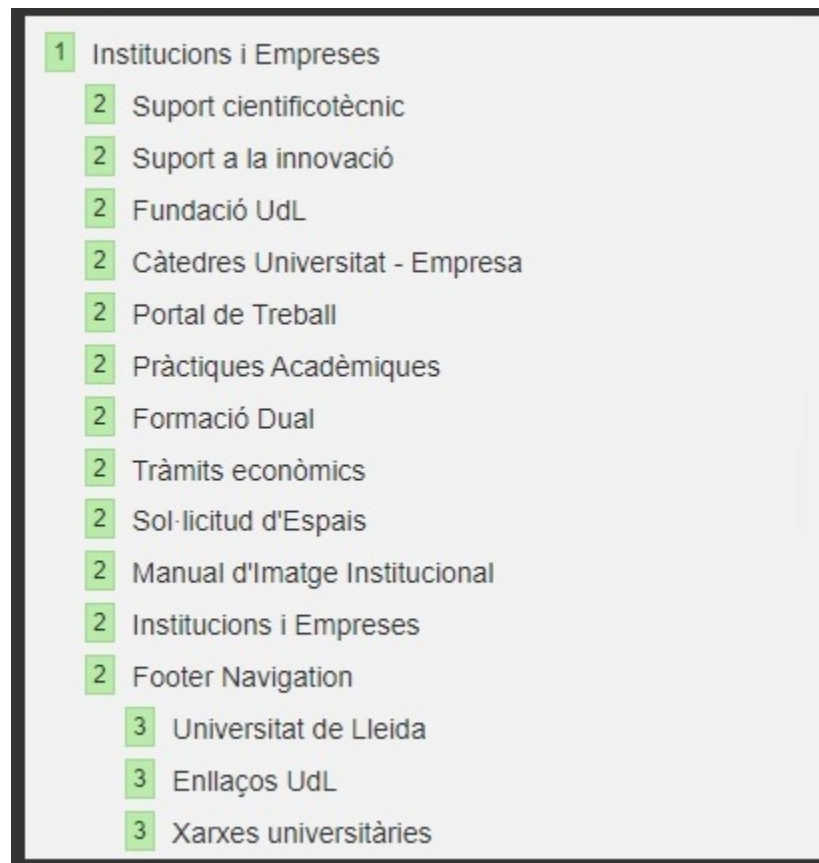 1 Institucions i Empreses
2 Suport cientificotècnic
2 Suport a la innovació
2 Fundació UdL
2 Càtedres Universitat - Empresa
2 Portal de Treball
2 Pràctiques Acadèmiques
2 Formació Dual
2 Tràmits econòmics
2 Sol·licitud d'Espais
2 Manual d'Imatge Institucional
2 Institucions i Empreses
2 Footer Navigation
3 Universitat de Lleida
3 Enllaços UdL
3 Xarxes universitàries